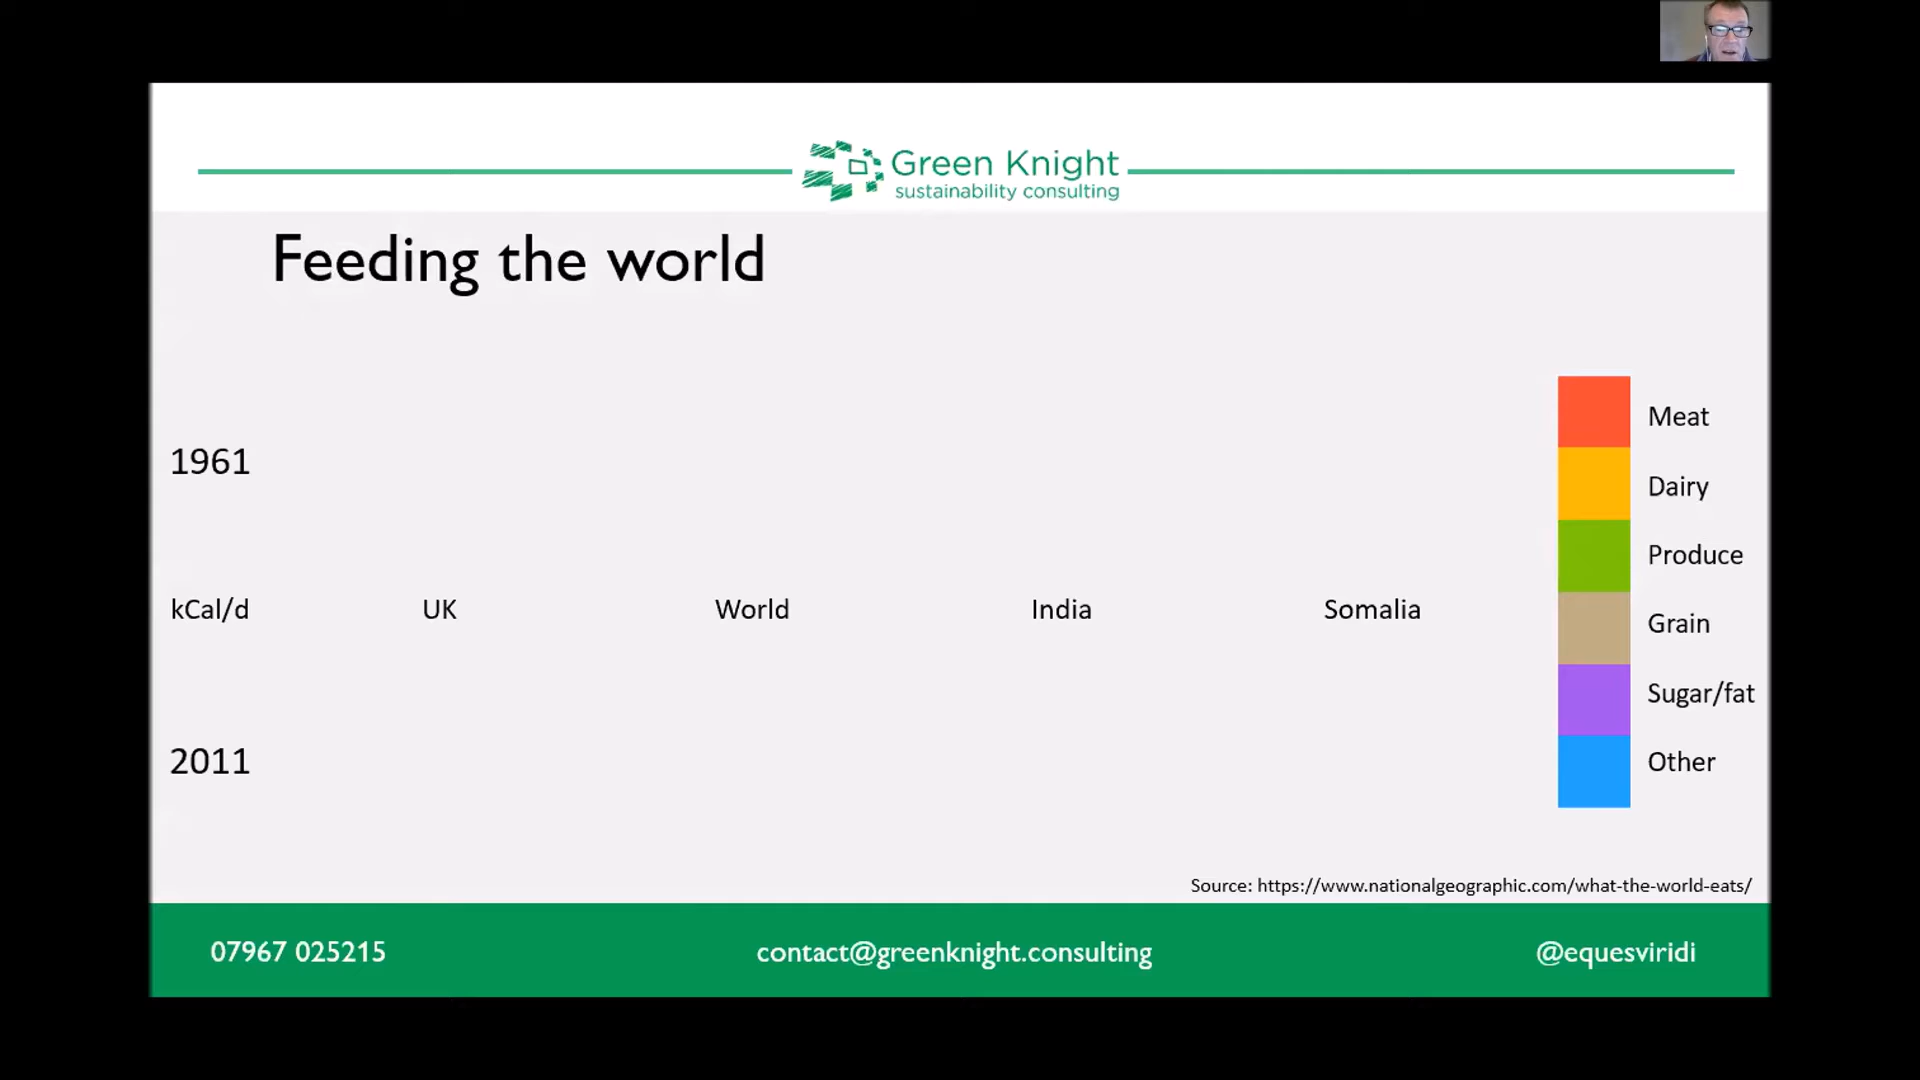 Green Knight
sustainability consulting
Feeding the world
1961
kCal/d UK World India Somalia
2011
Meat
Dairy
Produce
Grain
Sugar/fat
Other
Source: https://www.nationalgeographic.com/what-the-world-eats/
07967 025215 contact@greenknight.consulting @equesviridi